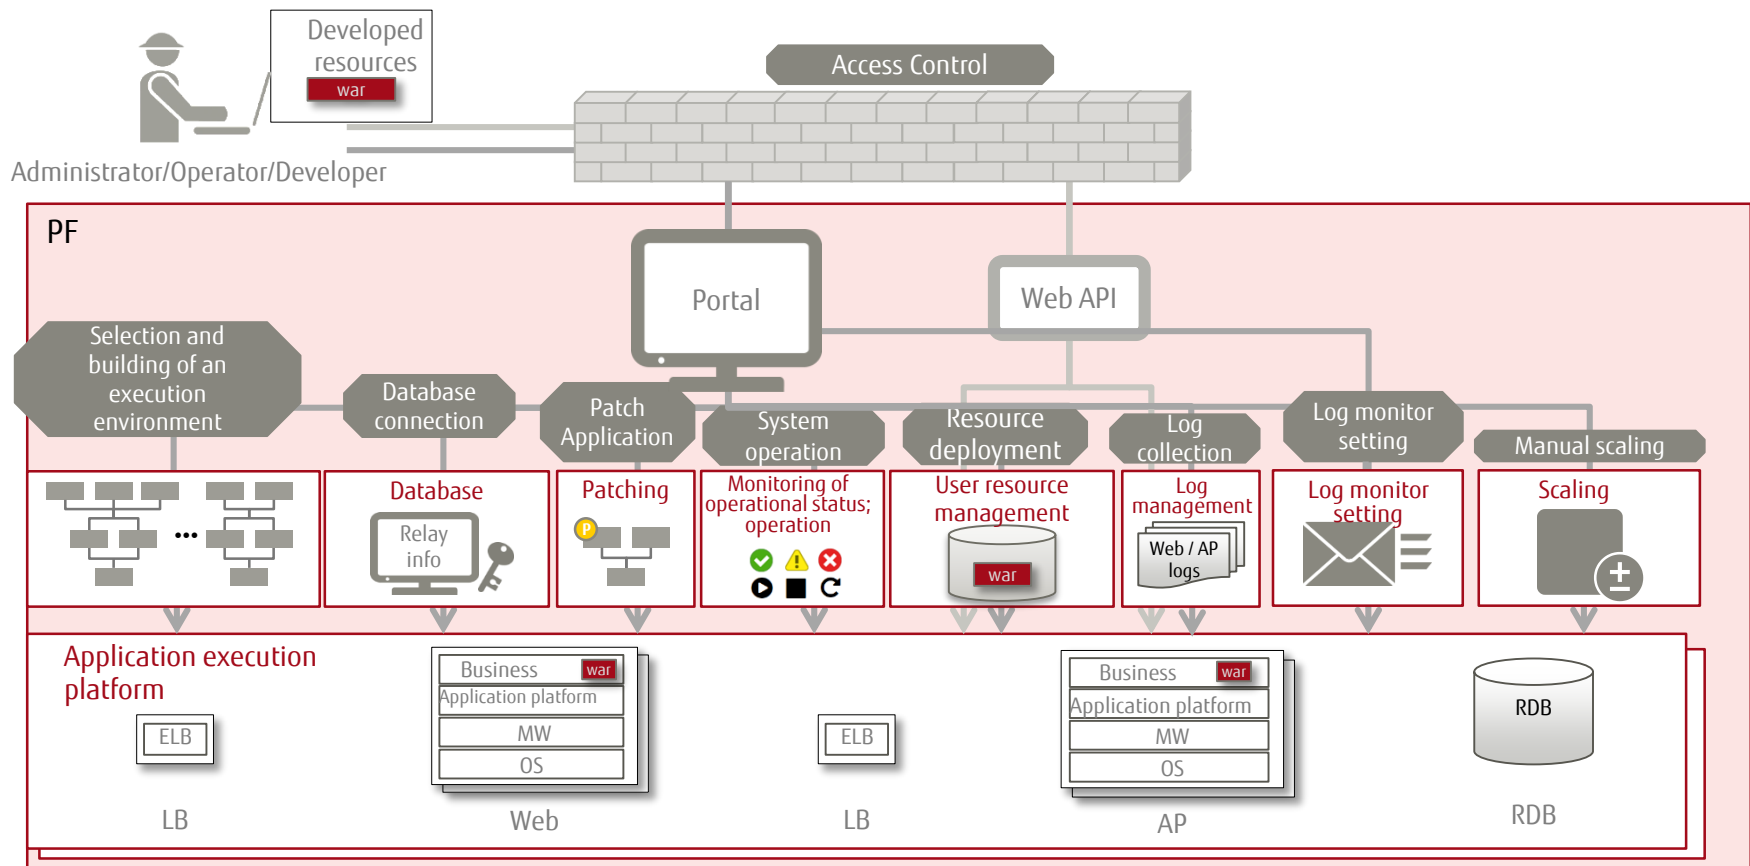 Developed
resources
war
Access Control
Administrator/Operator/Developer
PF
Portal
Web API
Selection and
building of an
execution
environment
Database
connection
Patch
Application
System
operation
Resource
deployment
Log
collection
Log monitor
setting
Manual scaling
Database
Relay
info
Patching
P
Monitoring of
operational status;
operation
User resource
management
war
Log
management
Web / AP
logs
Log monitor
setting
Scaling
±
Application execution
platform
ELB
LB
Business
war
Application platform
MW
OS
Web
ELB
LB
Business
war
Application platform
MW
OS
AP
RDB
RDB